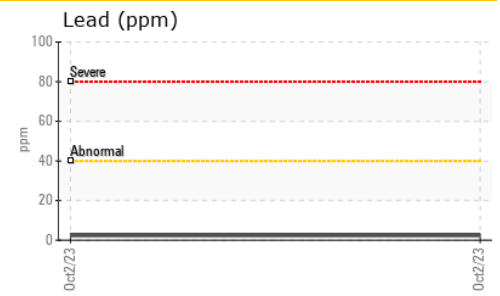 Lead (ppm)
100
Severe
80
60
ppm
Abnormal
40
20
0
Oct2/23
Oct2/23